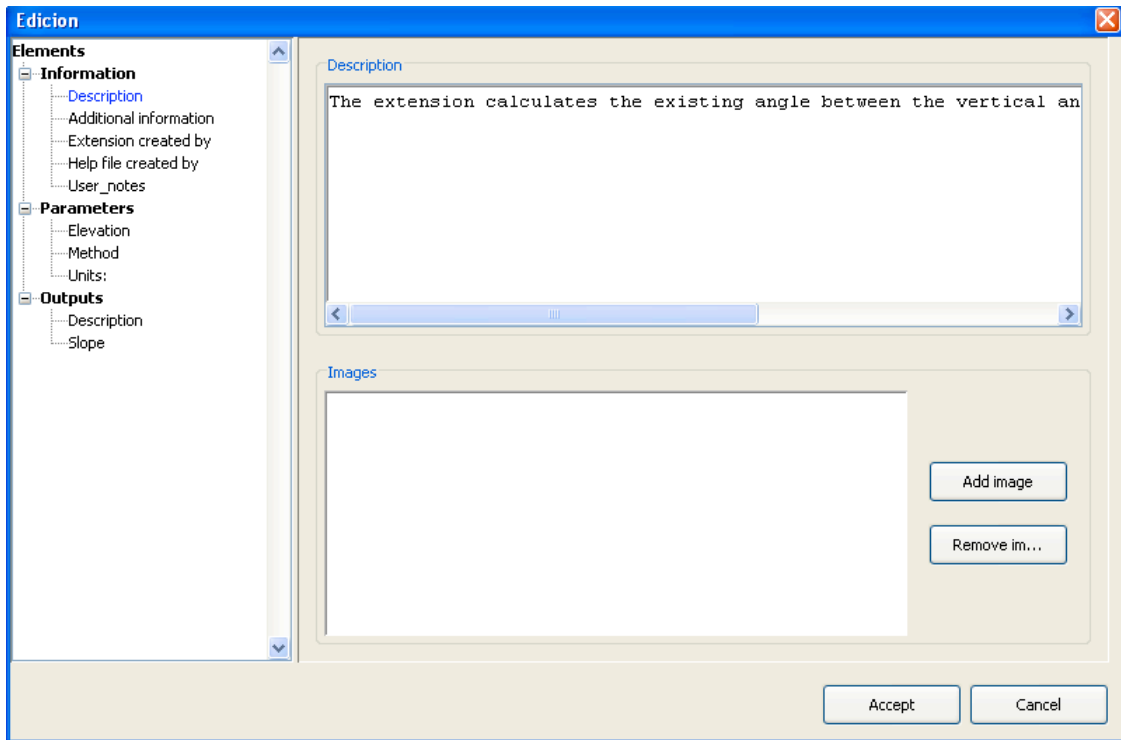 Edicion
Elements
Information
Description
Additional information
Extension created by
Help file created by
User_notes
Parameters
Elevation
Method
Units:
Outputs
Description
Slope
Description
The extension calculates the existing angle between the vertical an
Images
Add image
Remove im...
Accept
Cancel